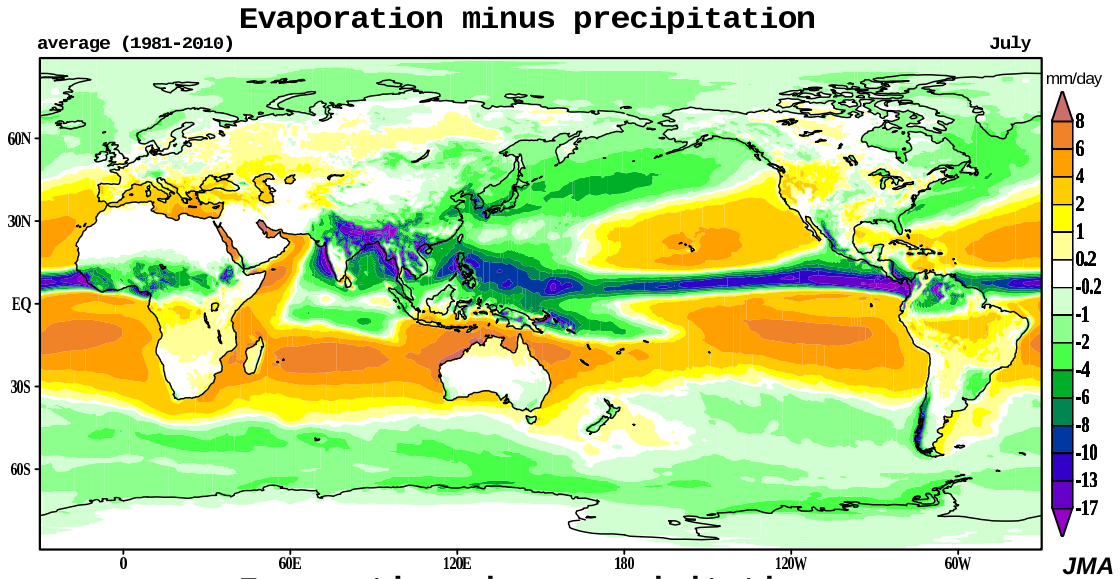 Evaporation minus precipitation
average (1981-2010) July
mm/day
8
6
4
2
1
0.2
-0.2
-1
-2
-4
-6
-8
-10
-13
-17
60N
30N
EQ
30S
60S
0 60E 120E 180 120W 60W
JMA